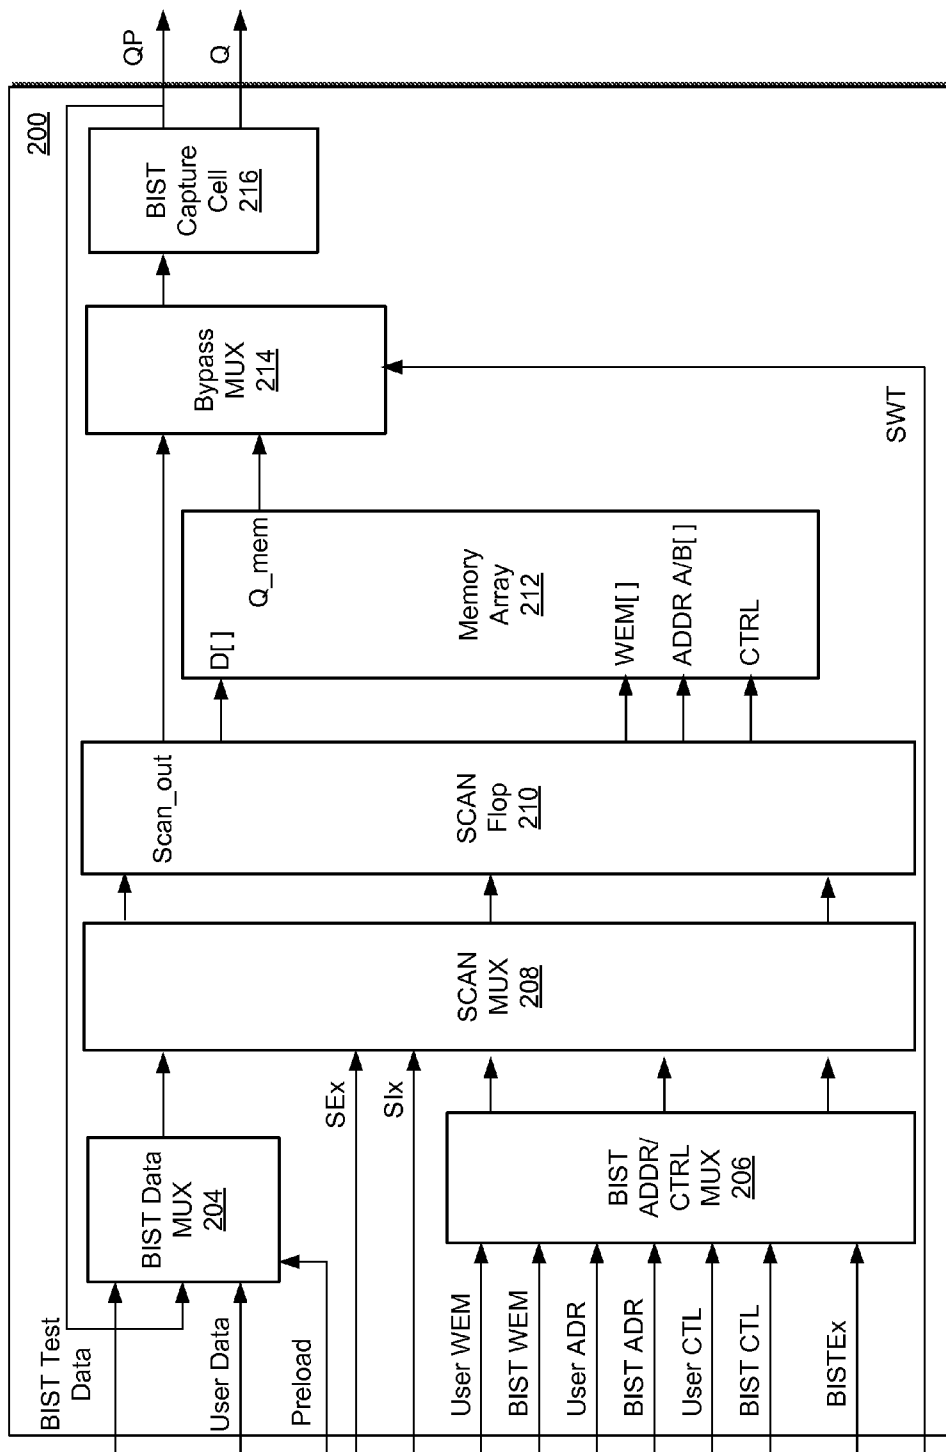 200
BIST Test
Data
User Data
Preload
BIST Data
MUX
204
SEx
SIx
User WEM
BIST WEM
User ADR
BIST ADR
User CTL
BIST CTL
BISTEx
BIST
ADDR/
CTRL
MUX
206
SCAN
MUX
208
Scan_out
SCAN
Flop
210
D[ ]
Q_mem
Memory
Array
212
WEM[ ]
ADDR A/B[ ]
CTRL
Bypass
MUX
214
SWT
BIST
Capture
Cell
216
QP
Q